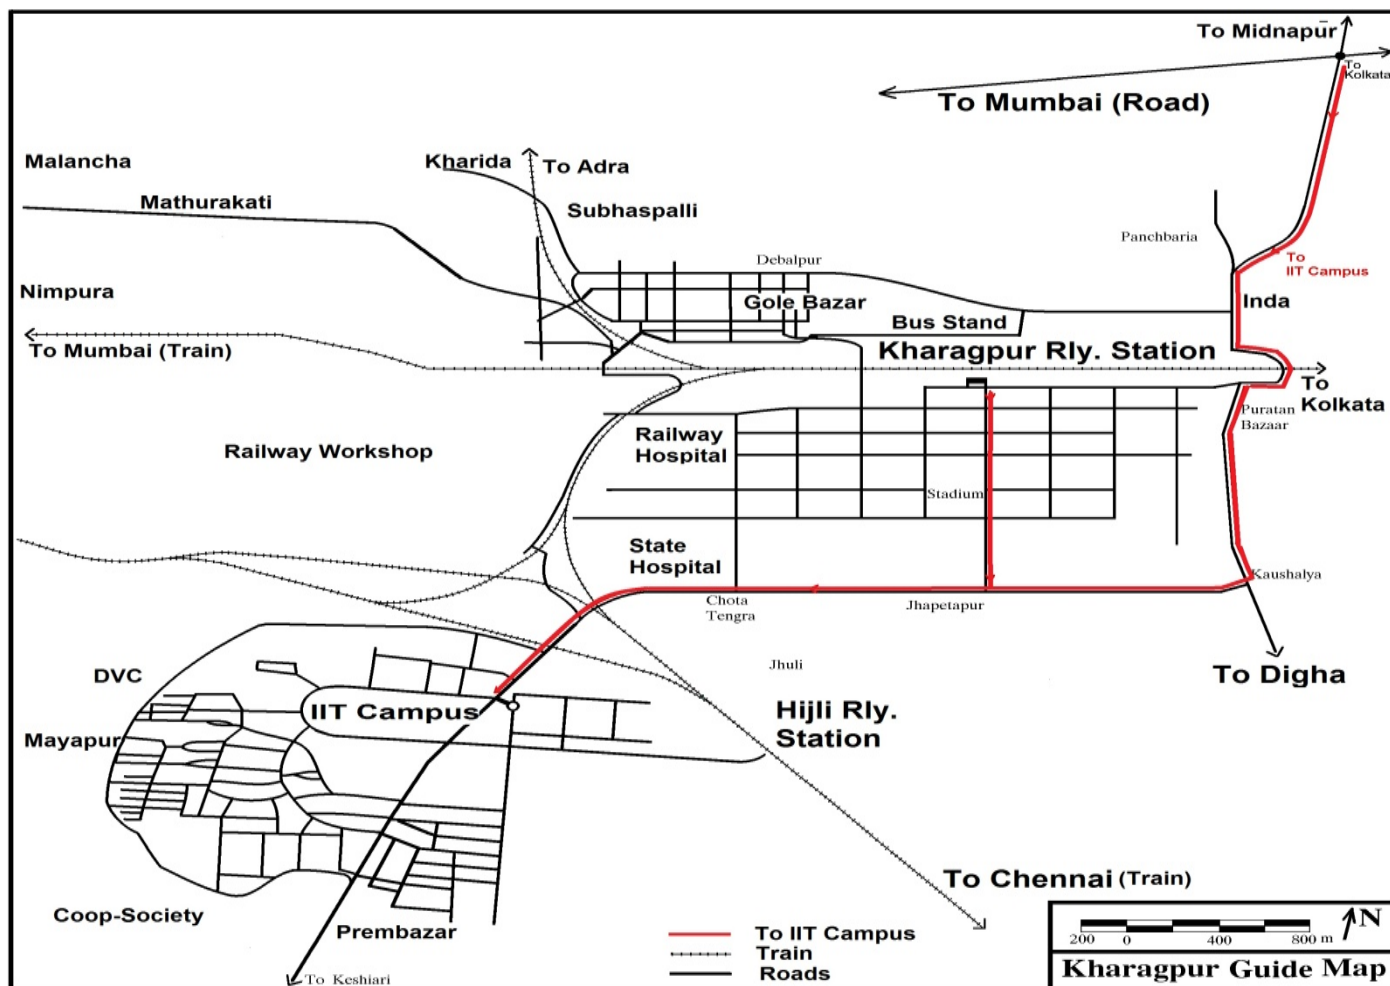 To Midnapur
To
Kolkata
To Mumbai (Road)
Malancha
Kharida
To Adra
Mathurakati
Subhaspalli
Panchbaria
Debalpur
To
IIT Campus
Nimpura
Gole Bazar
Inda
Bus Stand
To Mumbai (Train)
Kharagpur Rly. Station
To
Kolkata
Puratan
Bazaar
Railway Workshop
Railway
Hospital
Stadium
State
Hospital
Kaushalya
Chota
Tengra
Jhapetapur
Jhuli
DVC
To Digha
IIT Campus
Hijli Rly.
Station
Mayapur
To Chennai (Train)
Coop-Society
Prembazar
To Keshiari
To IIT Campus
Train
Roads
200 0 400 800 m
N
Kharagpur Guide Map